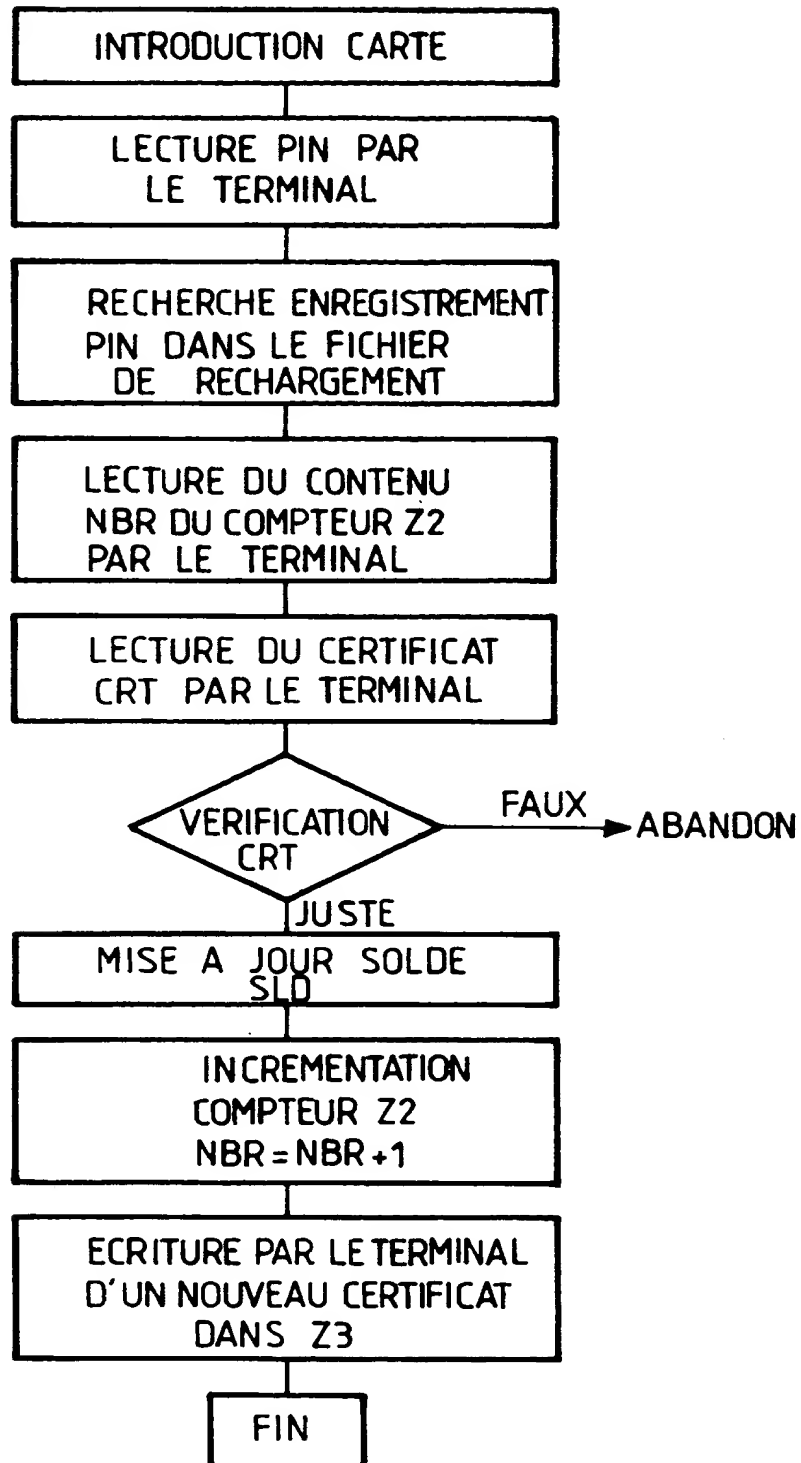 INTRODUCTION CARTE
LECTURE PIN PAR
LE TERMINAL
RECHERCHE ENREGISTREMENT
PIN DANS LE FICHIER
DE RECHARGEMENT
LECTURE DU CONTENU
NBR DU COMPTEUR Z2
PAR LE TERMINAL
LECTURE DU CERTIFICAT
CRT PAR LE TERMINAL
VERIFICATION
CRT
FAUX
ABANDON
JUSTE
MISE A JOUR SOLDE
SLD
INCREMENTATION
COMPTEUR Z2
NBR = NBR +1
ECRITURE PAR LE TERMINAL
D'UN NOUVEAU CERTIFICAT
DANS Z3
FIN